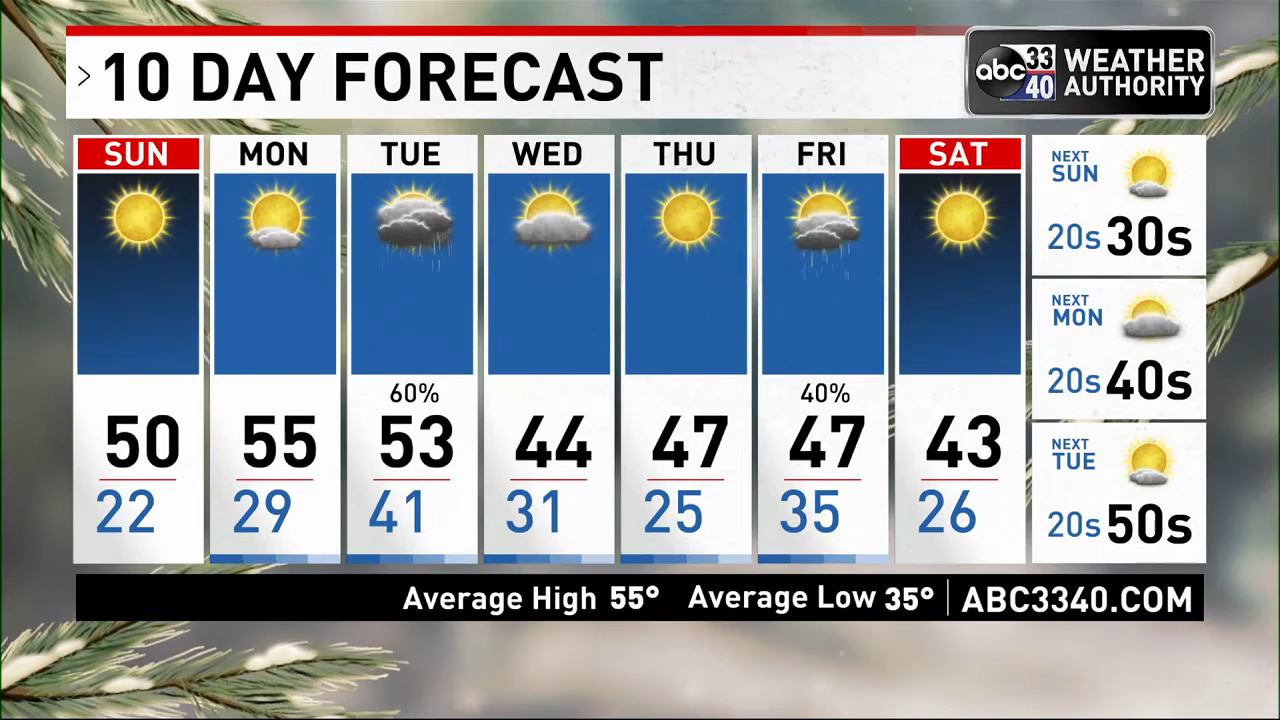 > 10 DAY FORECAST
abc 33 40 WEATHER AUTHORITY
SUN MON TUE WED THU FRI SAT
60% 40%
50 55 53 44 47 47 43
22 29 41 31 25 35 26
NEXT SUN
20s 30s
NEXT MON
20s 40s
NEXT TUE
20s 50s
Average High 55° Average Low 35° | ABC3340.COM